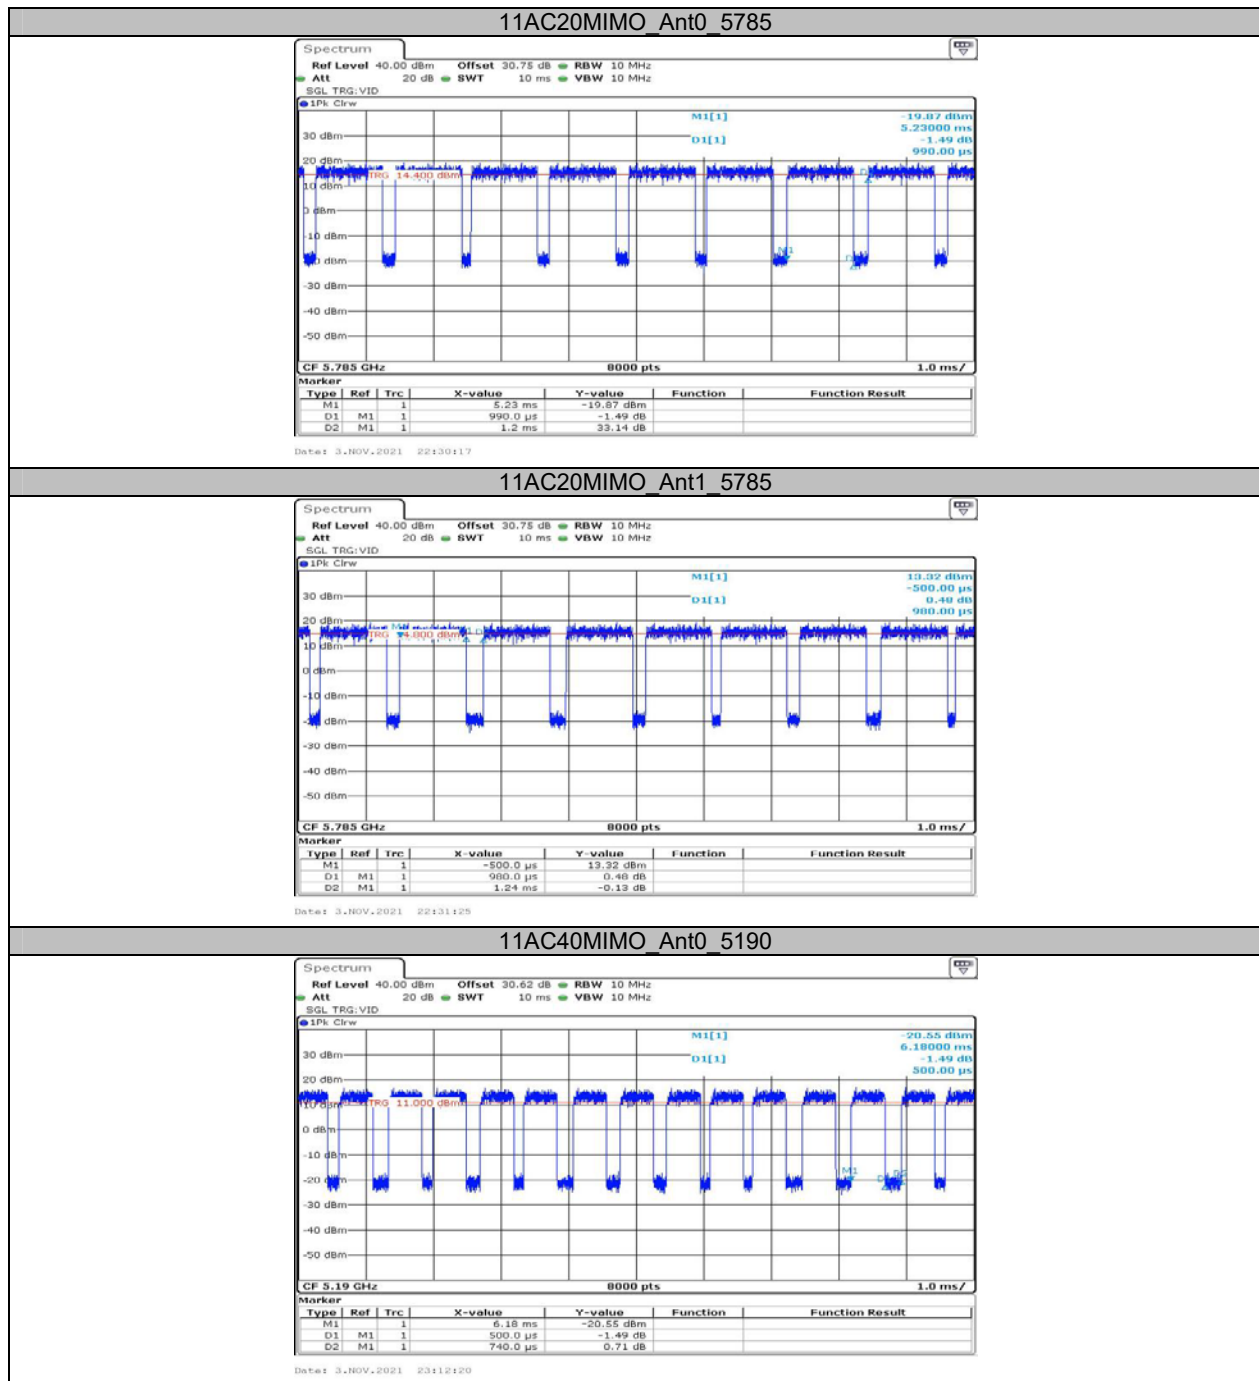 11AC20MIMO_Ant0_5785
Spectrum
Ref Level 40.00 dBm Offset 30.75 dB RBW 10 MHz
Att 20 dB SWT 10 ms VBW 10 MHz
SGL TRG:VID
1Pk Clrw
M1[1] -19.87 dBm
5.23000 ms
D1[1] -1.49 dB
990.00 µs
30 dBm
20 dBm
TRG 14.400 dBm
10 dBm
0 dBm
-10 dBm
M1
-30 dBm
-40 dBm
-50 dBm
CF 5.785 GHz 8000 pts 1.0 ms/
Marker
Type Ref Trc X-value Y-value Function Function Result
M1 1 5.23 ms -19.87 dBm
D1 M1 1 990.0 µs -1.49 dB
D2 M1 1 1.2 ms 33.14 dB
Date: 3.NOV.2021 22:30:17
11AC20MIMO_Ant1_5785
Spectrum
Ref Level 40.00 dBm Offset 30.75 dB RBW 10 MHz
Att 20 dB SWT 10 ms VBW 10 MHz
SGL TRG:VID
1Pk Clrw
M1[1] 13.32 dBm
-500.00 µs
D1[1] 0.48 dB
980.00 µs
30 dBm
20 dBm
TRG 4.800 dBm
10 dBm
0 dBm
-10 dBm
-30 dBm
-40 dBm
-50 dBm
CF 5.785 GHz 8000 pts 1.0 ms/
Marker
Type Ref Trc X-value Y-value Function Function Result
M1 1 -500.0 µs 13.32 dBm
D1 M1 1 980.0 µs 0.48 dB
D2 M1 1 1.24 ms -0.13 dB
Date: 3.NOV.2021 22:31:25
11AC40MIMO_Ant0_5190
Spectrum
Ref Level 40.00 dBm Offset 30.62 dB RBW 10 MHz
Att 20 dB SWT 10 ms VBW 10 MHz
SGL TRG:VID
1Pk Clrw
M1[1] -20.55 dBm
6.18000 ms
D1[1] -1.49 dB
500.00 µs
30 dBm
20 dBm
TRG 11.000 dBm
10 dBm
0 dBm
-10 dBm
M1
-20 dBm
-30 dBm
-40 dBm
-50 dBm
CF 5.19 GHz 8000 pts 1.0 ms/
Marker
Type Ref Trc X-value Y-value Function Function Result
M1 1 6.18 ms -20.55 dBm
D1 M1 1 500.0 µs -1.49 dB
D2 M1 1 740.0 µs 0.71 dB
Date: 3.NOV.2021 23:12:20